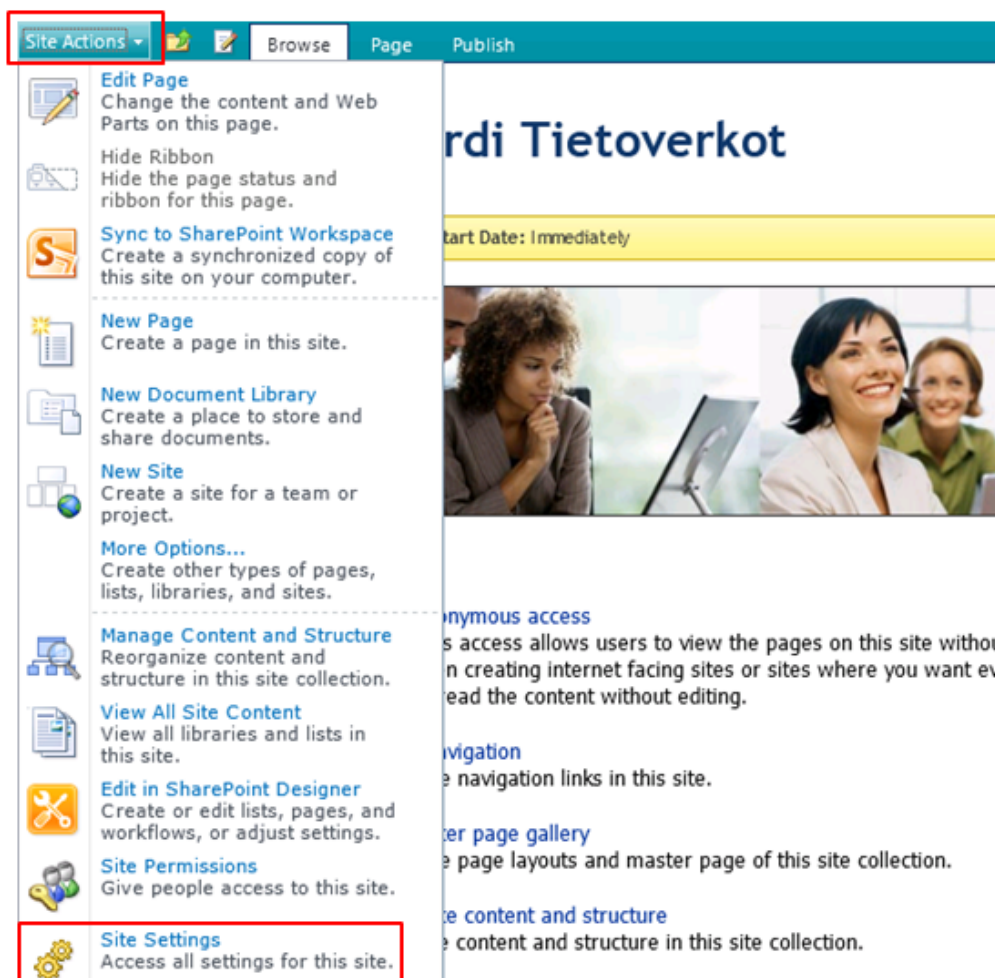 Site Actions
Browse
Page
Publish
Edit Page
Change the content and Web
Parts on this page.
Hide Ribbon
Hide the page status and
ribbon for this page.
Sync to SharePoint Workspace
Create a synchronized copy of
this site on your computer.
New Page
Create a page in this site.
New Document Library
Create a place to store and
share documents.
New Site
Create a site for a team or
project.
More Options...
Create other types of pages,
lists, libraries, and sites.
Manage Content and Structure
Reorganize content and
structure in this site collection.
View All Site Content
View all libraries and lists in
this site.
Edit in SharePoint Designer
Create or edit lists, pages, and
workflows, or adjust settings.
Site Permissions
Give people access to this site.
Site Settings
Access all settings for this site.
rdi Tietoverkot
tart Date: Immediately
onymous access
s access allows users to view the pages on this site withou
n creating internet facing sites or sites where you want ev
read the content without editing.
vigation
e navigation links in this site.
ter page gallery
e page layouts and master page of this site collection.
te content and structure
e content and structure in this site collection.